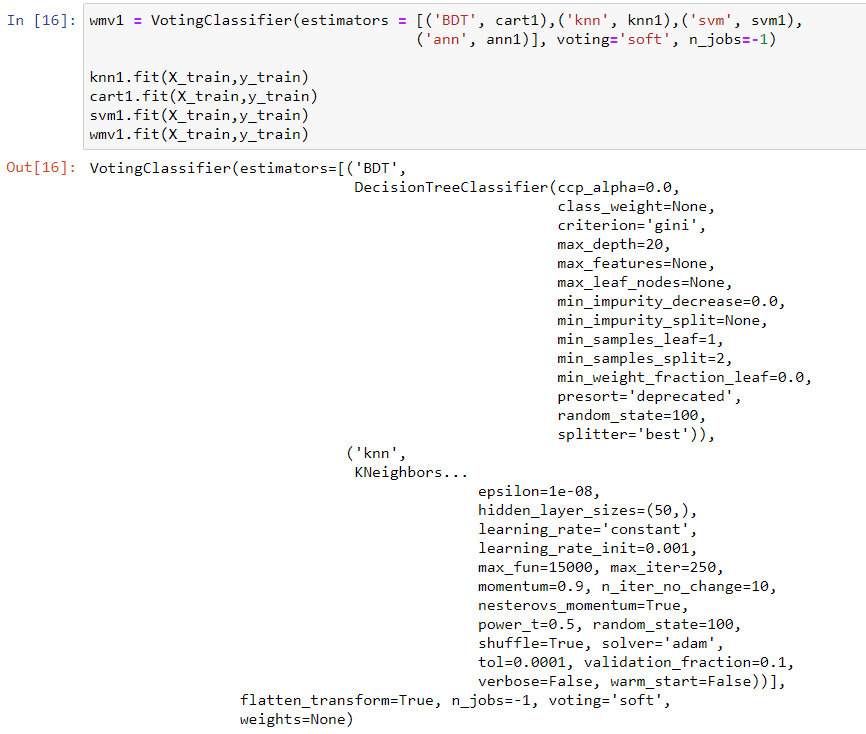 In [16]: wmv1 = VotingClassifier(estimators = [('BDT', cart1),('knn', knn1),('svm', svm1),
('ann', ann1)], voting='soft', n_jobs=-1)
knn1.fit(X_train,y_train)
cart1.fit(X_train,y_train)
svm1.fit(X_train,y_train)
wmv1.fit(X_train,y_train)
Out[16]: VotingClassifier(estimators=[('BDT',
DecisionTreeClassifier(ccp_alpha=0.0,
class_weight=None,
criterion='gini',
max_depth=20,
max_features=None,
max_leaf_nodes=None,
min_impurity_decrease=0.0,
min_impurity_split=None,
min_samples_leaf=1,
min_samples_split=2,
min_weight_fraction_leaf=0.0,
presort='deprecated',
random_state=100,
splitter='best')),
('knn',
KNeighbors...
epsilon=1e-08,
hidden_layer_sizes=(50,),
learning_rate='constant',
learning_rate_init=0.001,
max_fun=15000, max_iter=250,
momentum=0.9, n_iter_no_change=10,
nesterovs_momentum=True,
power_t=0.5, random_state=100,
shuffle=True, solver='adam',
tol=0.0001, validation_fraction=0.1,
verbose=False, warm_start=False))],
flatten_transform=True, n_jobs=-1, voting='soft',
weights=None)